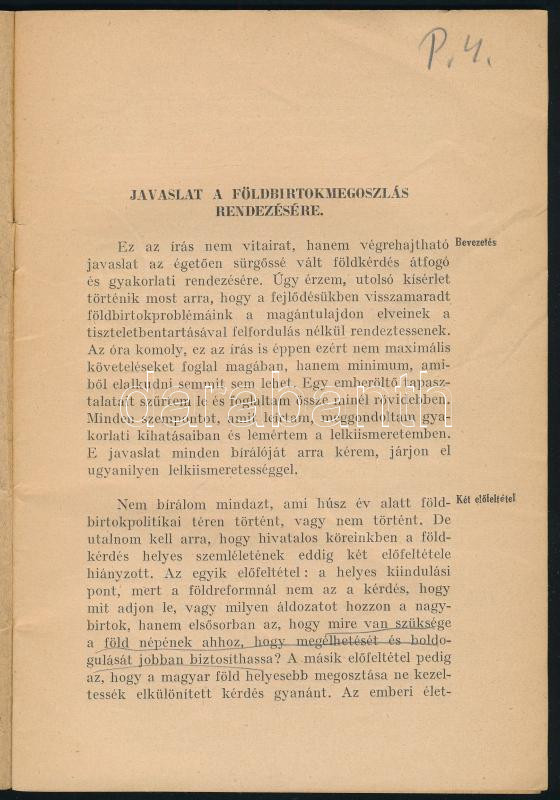 P. 4.
JAVASLAT A FÖLDBIRTOKMEGOSZLÁS
RENDEZÉSÉRE.
Bevezetés
Ez az írás nem vitairat, hanem végrehajtható
javaslat az égetően sürgőssé vált földkérdés átfogó
és gyakorlati rendezésére. Úgy érzem, utolsó kísérlet
történik most arra, hogy a fejlődésükben visszamaradt
földbirtokproblémáink a magántulajdon elveinek a
tiszteletbentartásával felfordulás nélkül rendeztessenek.
Az óra komoly, ez az írás is éppen ezért nem maximális
követeléseket foglal magában, hanem minimum, ami-
ből elalkudni semmit sem lehet. Egy emberöltő tapasz-
talatait szűrtem le és foglaltam össze minél rövidebben.
Minden szempontot, amit leírtam, meggondoltam gya-
korlati kihatásaiban és lemértem a lelkiismeretemben.
E javaslat minden bírálóját arra kérem, járjon el
ugyanilyen lelkiismeretességgel.
Két előfeltétel
Nem bírálom mindazt, ami húsz év alatt föld-
birtokpolitikai téren történt, vagy nem történt. De
utalnom kell arra, hogy hivatalos köreinkben a föld-
kérdés helyes szemléletének eddig két előfeltétele
hiányzott. Az egyik előfeltétel: a helyes kiindulási
pont, mert a földreformnál nem az a kérdés, hogy
mit adjon le, vagy milyen áldozatot hozzon a nagy-
birtok, hanem elsősorban az, hogy mire van szüksége
a föld népének ahhoz, hogy megélhetését és boldo-
gulását jobban biztosíthassa? A másik előfeltétel pedig
az, hogy a magyar föld helyesebb megosztása ne kezel-
tessék elkülönített kérdés gyanánt. Az emberi élet-
darabanth